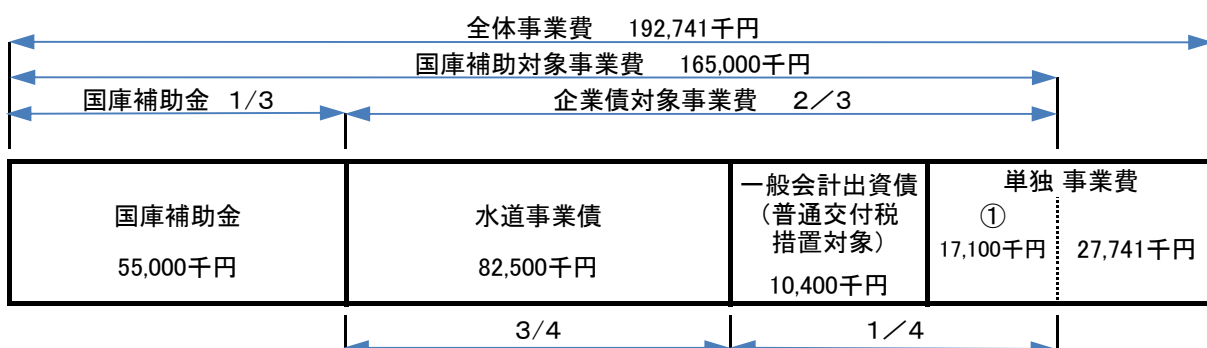 全体事業費 192,741千円
国庫補助対象事業費 165,000千円
国庫補助金 1/3
企業債対象事業費 2／3
国庫補助金
55,000千円
水道事業債
82,500千円
一般会計出資債
（普通交付税
措置対象）
10,400千円
単独 事業費
①
17,100千円
27,741千円
3/4
1／4